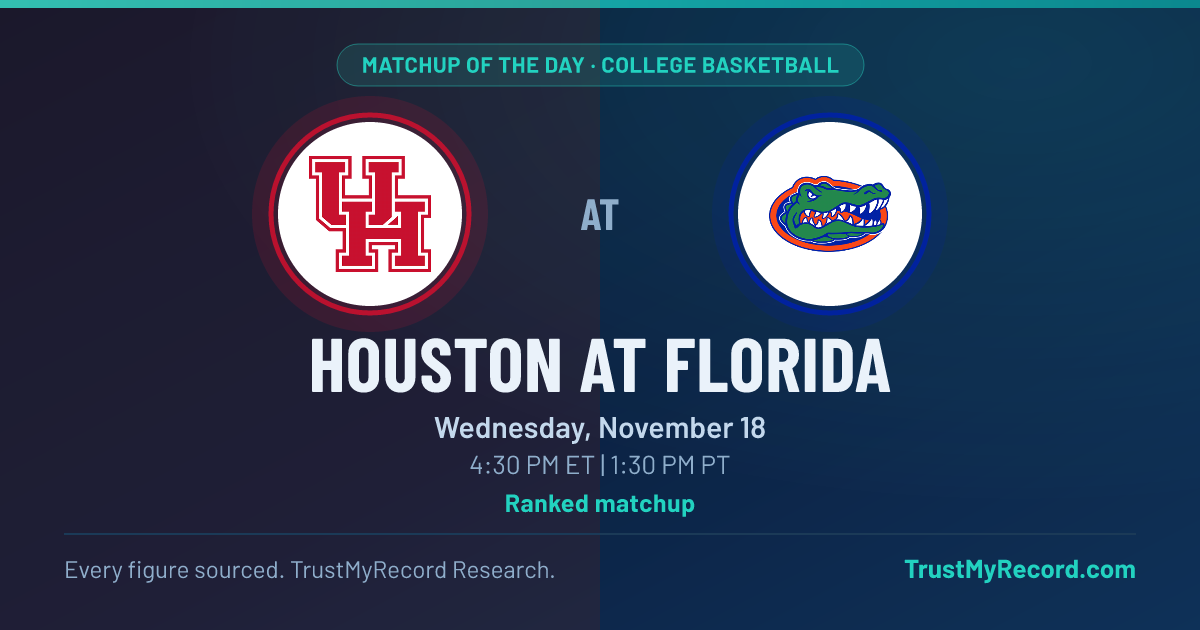 MATCHUP OF THE DAY · COLLEGE BASKETBALL
UH
AT
HOUSTON AT FLORIDA
Wednesday, November 18
4:30 PM ET | 1:30 PM PT
Ranked matchup
Every figure sourced. TrustMyRecord Research.
TrustMyRecord.com